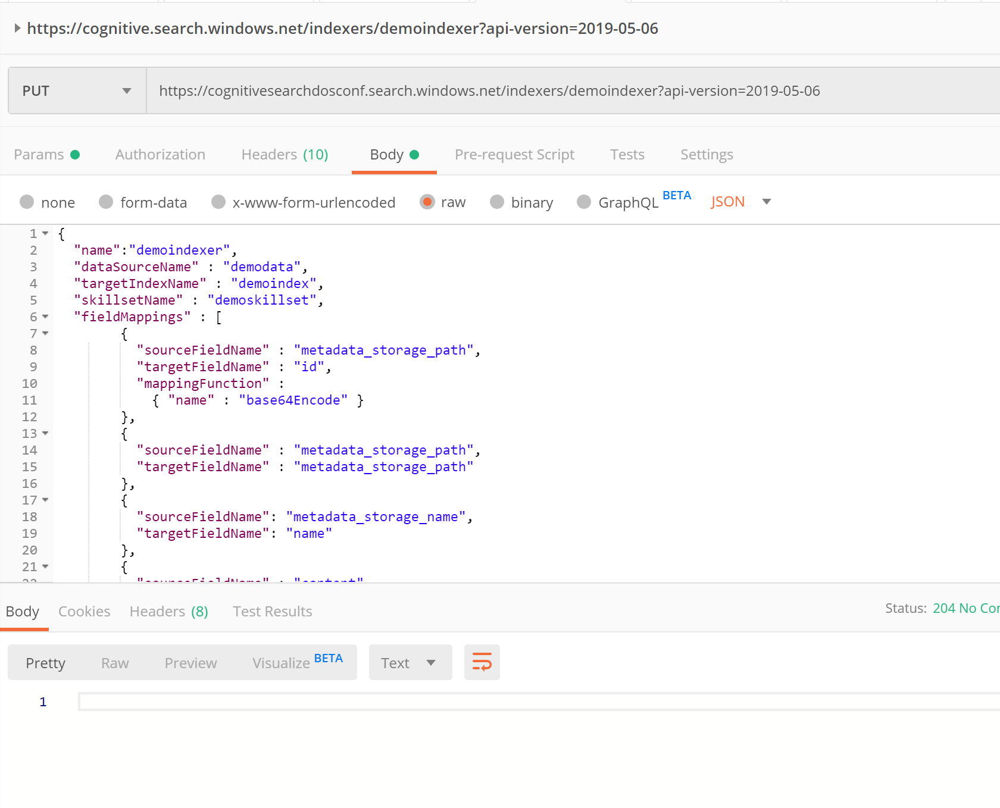 https://cognitive.search.windows.net/indexers/demoindexer?api-version=2019-05-06
PUT https://cognitivesearchdosconf.search.windows.net/indexers/demoindexer?api-version=2019-05-06
Params Authorization Headers (10) Body Pre-request Script Tests Settings
none form-data x-www-form-urlencoded raw binary GraphQL BETA JSON
1 {
2 "name":"demoindexer",
3 "dataSourceName" : "demodata",
4 "targetIndexName" : "demoindex",
5 "skillsetName" : "demoskillset",
6 "fieldMappings" : [
7 {
8 "sourceFieldName" : "metadata_storage_path",
9 "targetFieldName" : "id",
10 "mappingFunction" :
11 { "name" : "base64Encode" }
12 },
13 {
14 "sourceFieldName" : "metadata_storage_path",
15 "targetFieldName" : "metadata_storage_path"
16 },
17 {
18 "sourceFieldName": "metadata_storage_name",
19 "targetFieldName": "name"
20 },
21 {
22 "sourceFieldName" : "content"
Body Cookies Headers (8) Test Results Status: 204 No Con
Pretty Raw Preview Visualize BETA Text
1